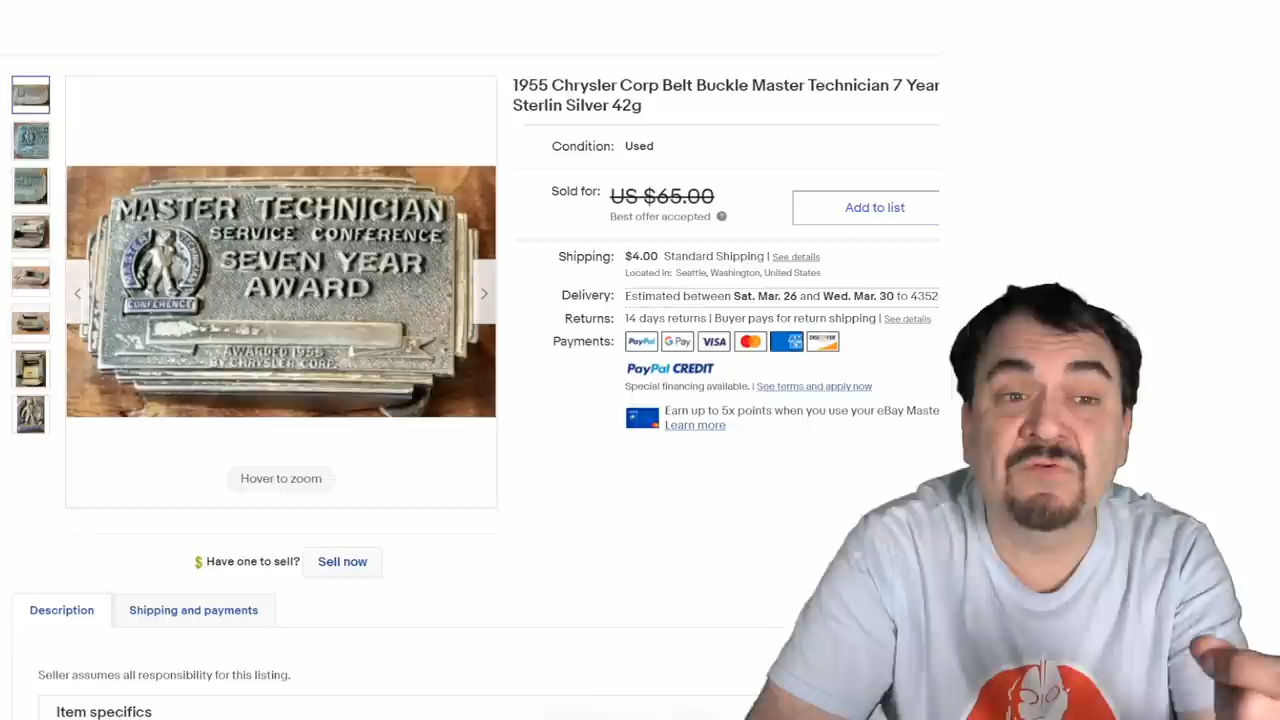 1955 Chrysler Corp Belt Buckle Master Technician 7 Year
Sterlin Silver 42g
Condition: Used
Sold for: US $65.00
Best offer accepted
Add to list
Shipping: $4.00 Standard Shipping | See details
Located in: Seattle, Washington, United States
Delivery: Estimated between Sat. Mar. 26 and Wed. Mar. 30 to 4352
Returns: 14 days returns | Buyer pays for return shipping | See details
Payments: PayPal G Pay VISA DISCOVER
PayPal CREDIT
Special financing available. | See terms and apply now
Earn up to 5x points when you use your eBay Maste
Learn more
MASTER TECHNICIAN
SERVICE CONFERENCE
SEVEN YEAR
AWARD
MASTER
CONFERENCE
AWARDED 1955
BY CHRYSLER CORP.
Hover to zoom
$ Have one to sell? Sell now
Description
Shipping and payments
Seller assumes all responsibility for this listing.
Item specifics